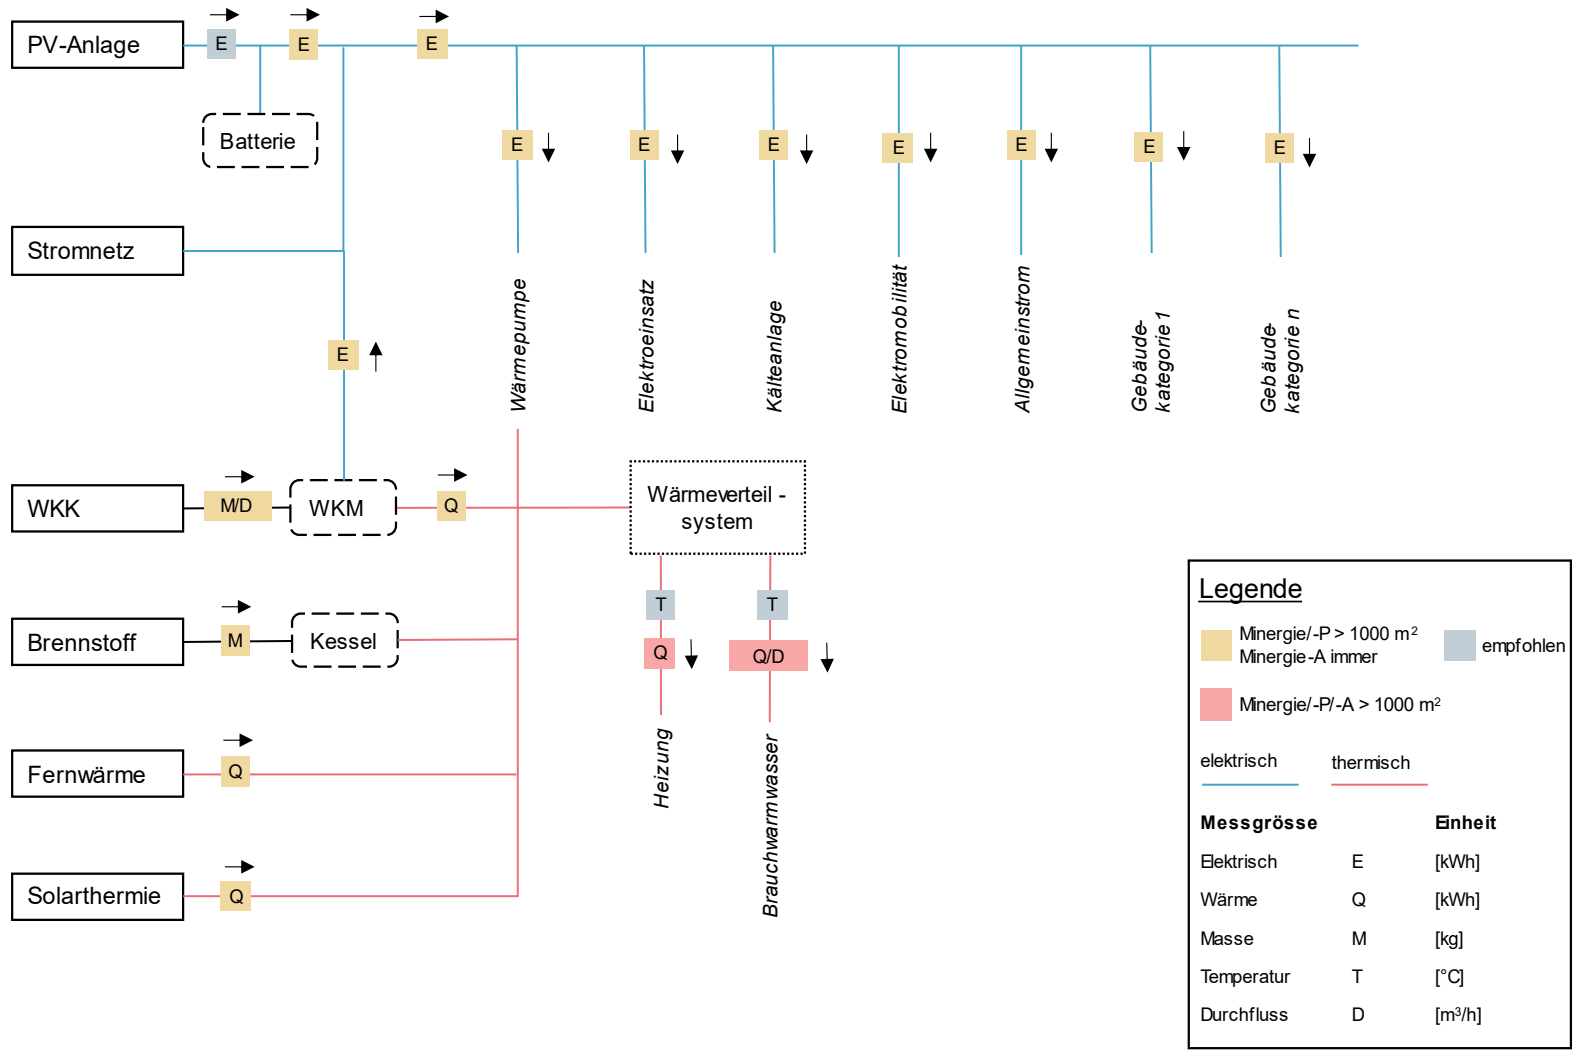 PV-Anlage
E
E
E
Batterie
E
E
E
E
E
E
E
Stromnetz
Wärmepumpe
Elektroeinsatz
Kälteanlage
Elektromobilität
Allgemeinstrom
Gebäude-
kategorie 1
Gebäude-
kategorie n
E
WKK
M/D
WKM
Q
Wärmeverteil -
system
Brennstoff
M
Kessel
T
T
Q
Q/D
Heizung
Brauchwarmwasser
Fernwärme
Q
Solarthermie
Q
Legende
Minergie/-P > 1000 m²
Minergie-A immer
empfohlen
Minergie/-P/-A > 1000 m²
elektrisch
thermisch
Messgrösse Einheit
Elektrisch E [kWh]
Wärme Q [kWh]
Masse M [kg]
Temperatur T [°C]
Durchfluss D [m³/h]